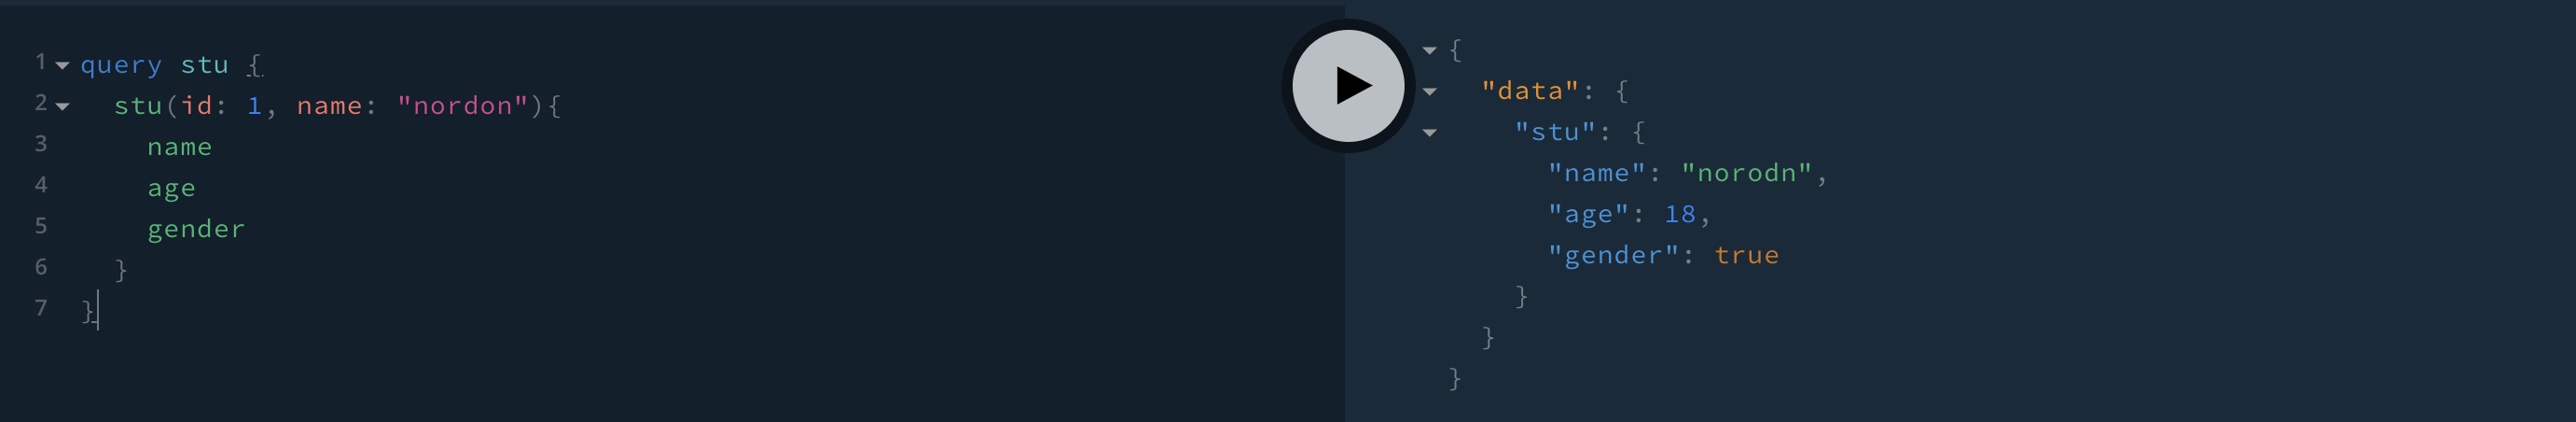 1 query stu {
2 stu(id: 1, name: "nordon"){
3 name
4 age
5 gender
6 }
7 }
{
"data": {
"stu": {
"name": "norodn",
"age": 18,
"gender": true
}
}
}